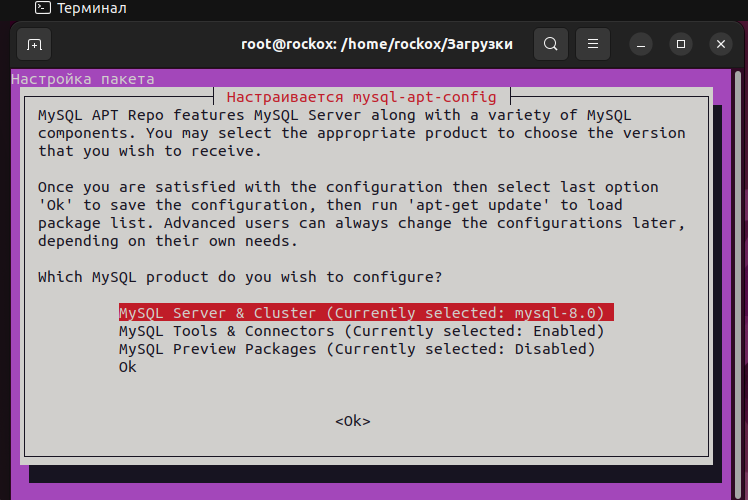 Терминал
root@rockox: /home/rockox/Загрузки
Настройка пакета
Настраивается mysql-apt-config
MySQL APT Repo features MySQL Server along with a variety of MySQL
components. You may select the appropriate product to choose the version
that you wish to receive.
Once you are satisfied with the configuration then select last option
'Ok' to save the configuration, then run 'apt-get update' to load
package list. Advanced users can always change the configurations later,
depending on their own needs.
Which MySQL product do you wish to configure?
MySQL Server & Cluster (Currently selected: mysql-8.0)
MySQL Tools & Connectors (Currently selected: Enabled)
MySQL Preview Packages (Currently selected: Disabled)
Ok
<Ok>